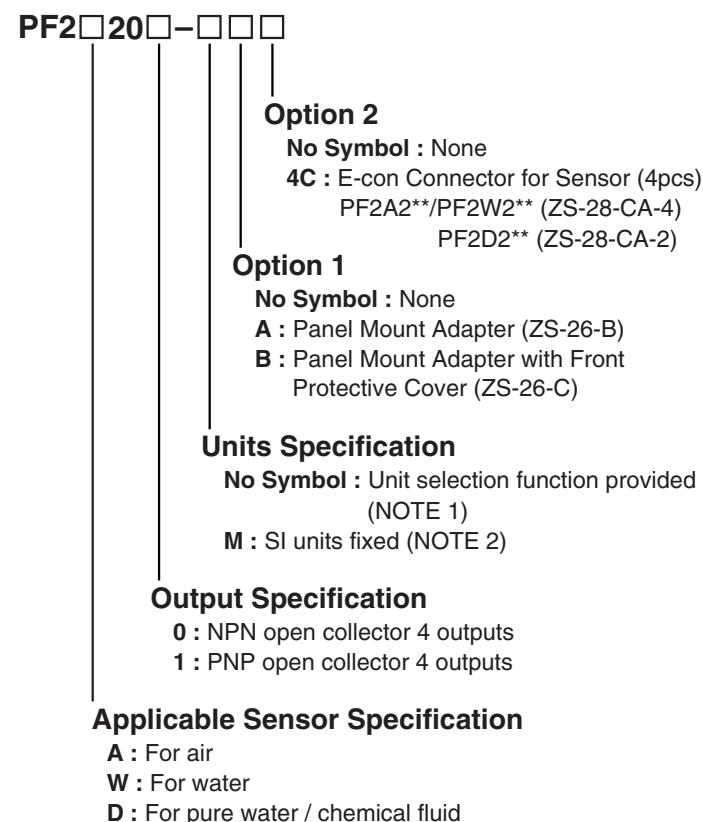 PF2□20□–□□□
Option 2
No Symbol : None
4C : E-con Connector for Sensor (4pcs)
PF2A2**/PF2W2** (ZS-28-CA-4)
PF2D2** (ZS-28-CA-2)
Option 1
No Symbol : None
A : Panel Mount Adapter (ZS-26-B)
B : Panel Mount Adapter with Front
Protective Cover (ZS-26-C)
Units Specification
No Symbol : Unit selection function provided
(NOTE 1)
M : SI units fixed (NOTE 2)
Output Specification
0 : NPN open collector 4 outputs
1 : PNP open collector 4 outputs
Applicable Sensor Specification
A : For air
W : For water
D : For pure water / chemical fluid